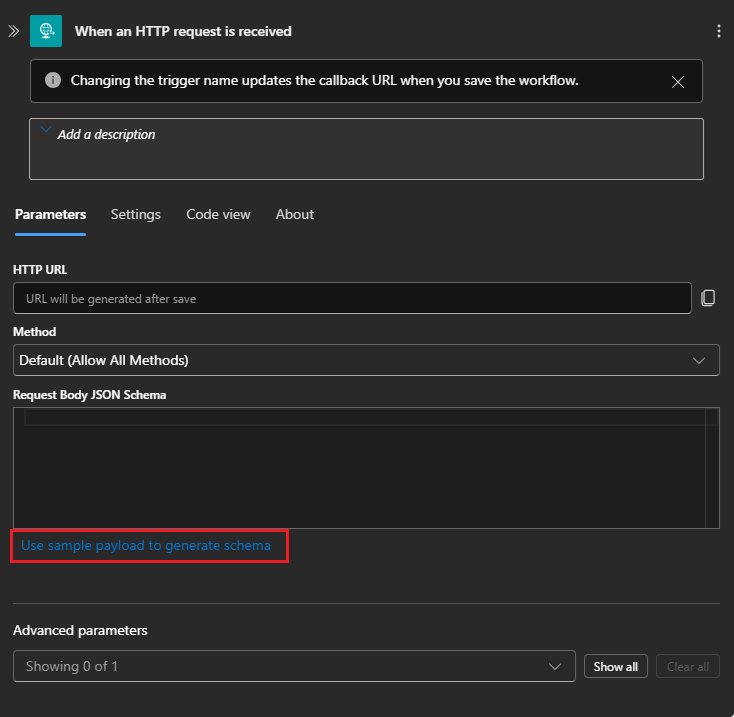 When an HTTP request is received
Changing the trigger name updates the callback URL when you save the workflow.
Add a description
Parameters Settings Code view About
HTTP URL
URL will be generated after save
Method
Default (Allow All Methods)
Request Body JSON Schema
Use sample payload to generate schema
Advanced parameters
Showing 0 of 1 Show all Clear all